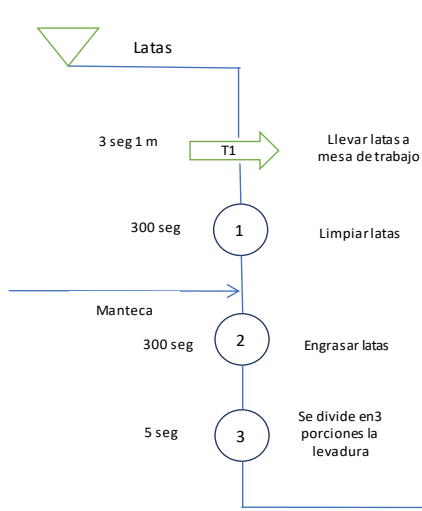 Latas
3 seg 1 m
T1
Llevar latas a
mesa de trabajo
300 seg
1
Limpiar latas
Manteca
300 seg
2
Engrasar latas
5 seg
3
Se divide en3
porciones la
levadura